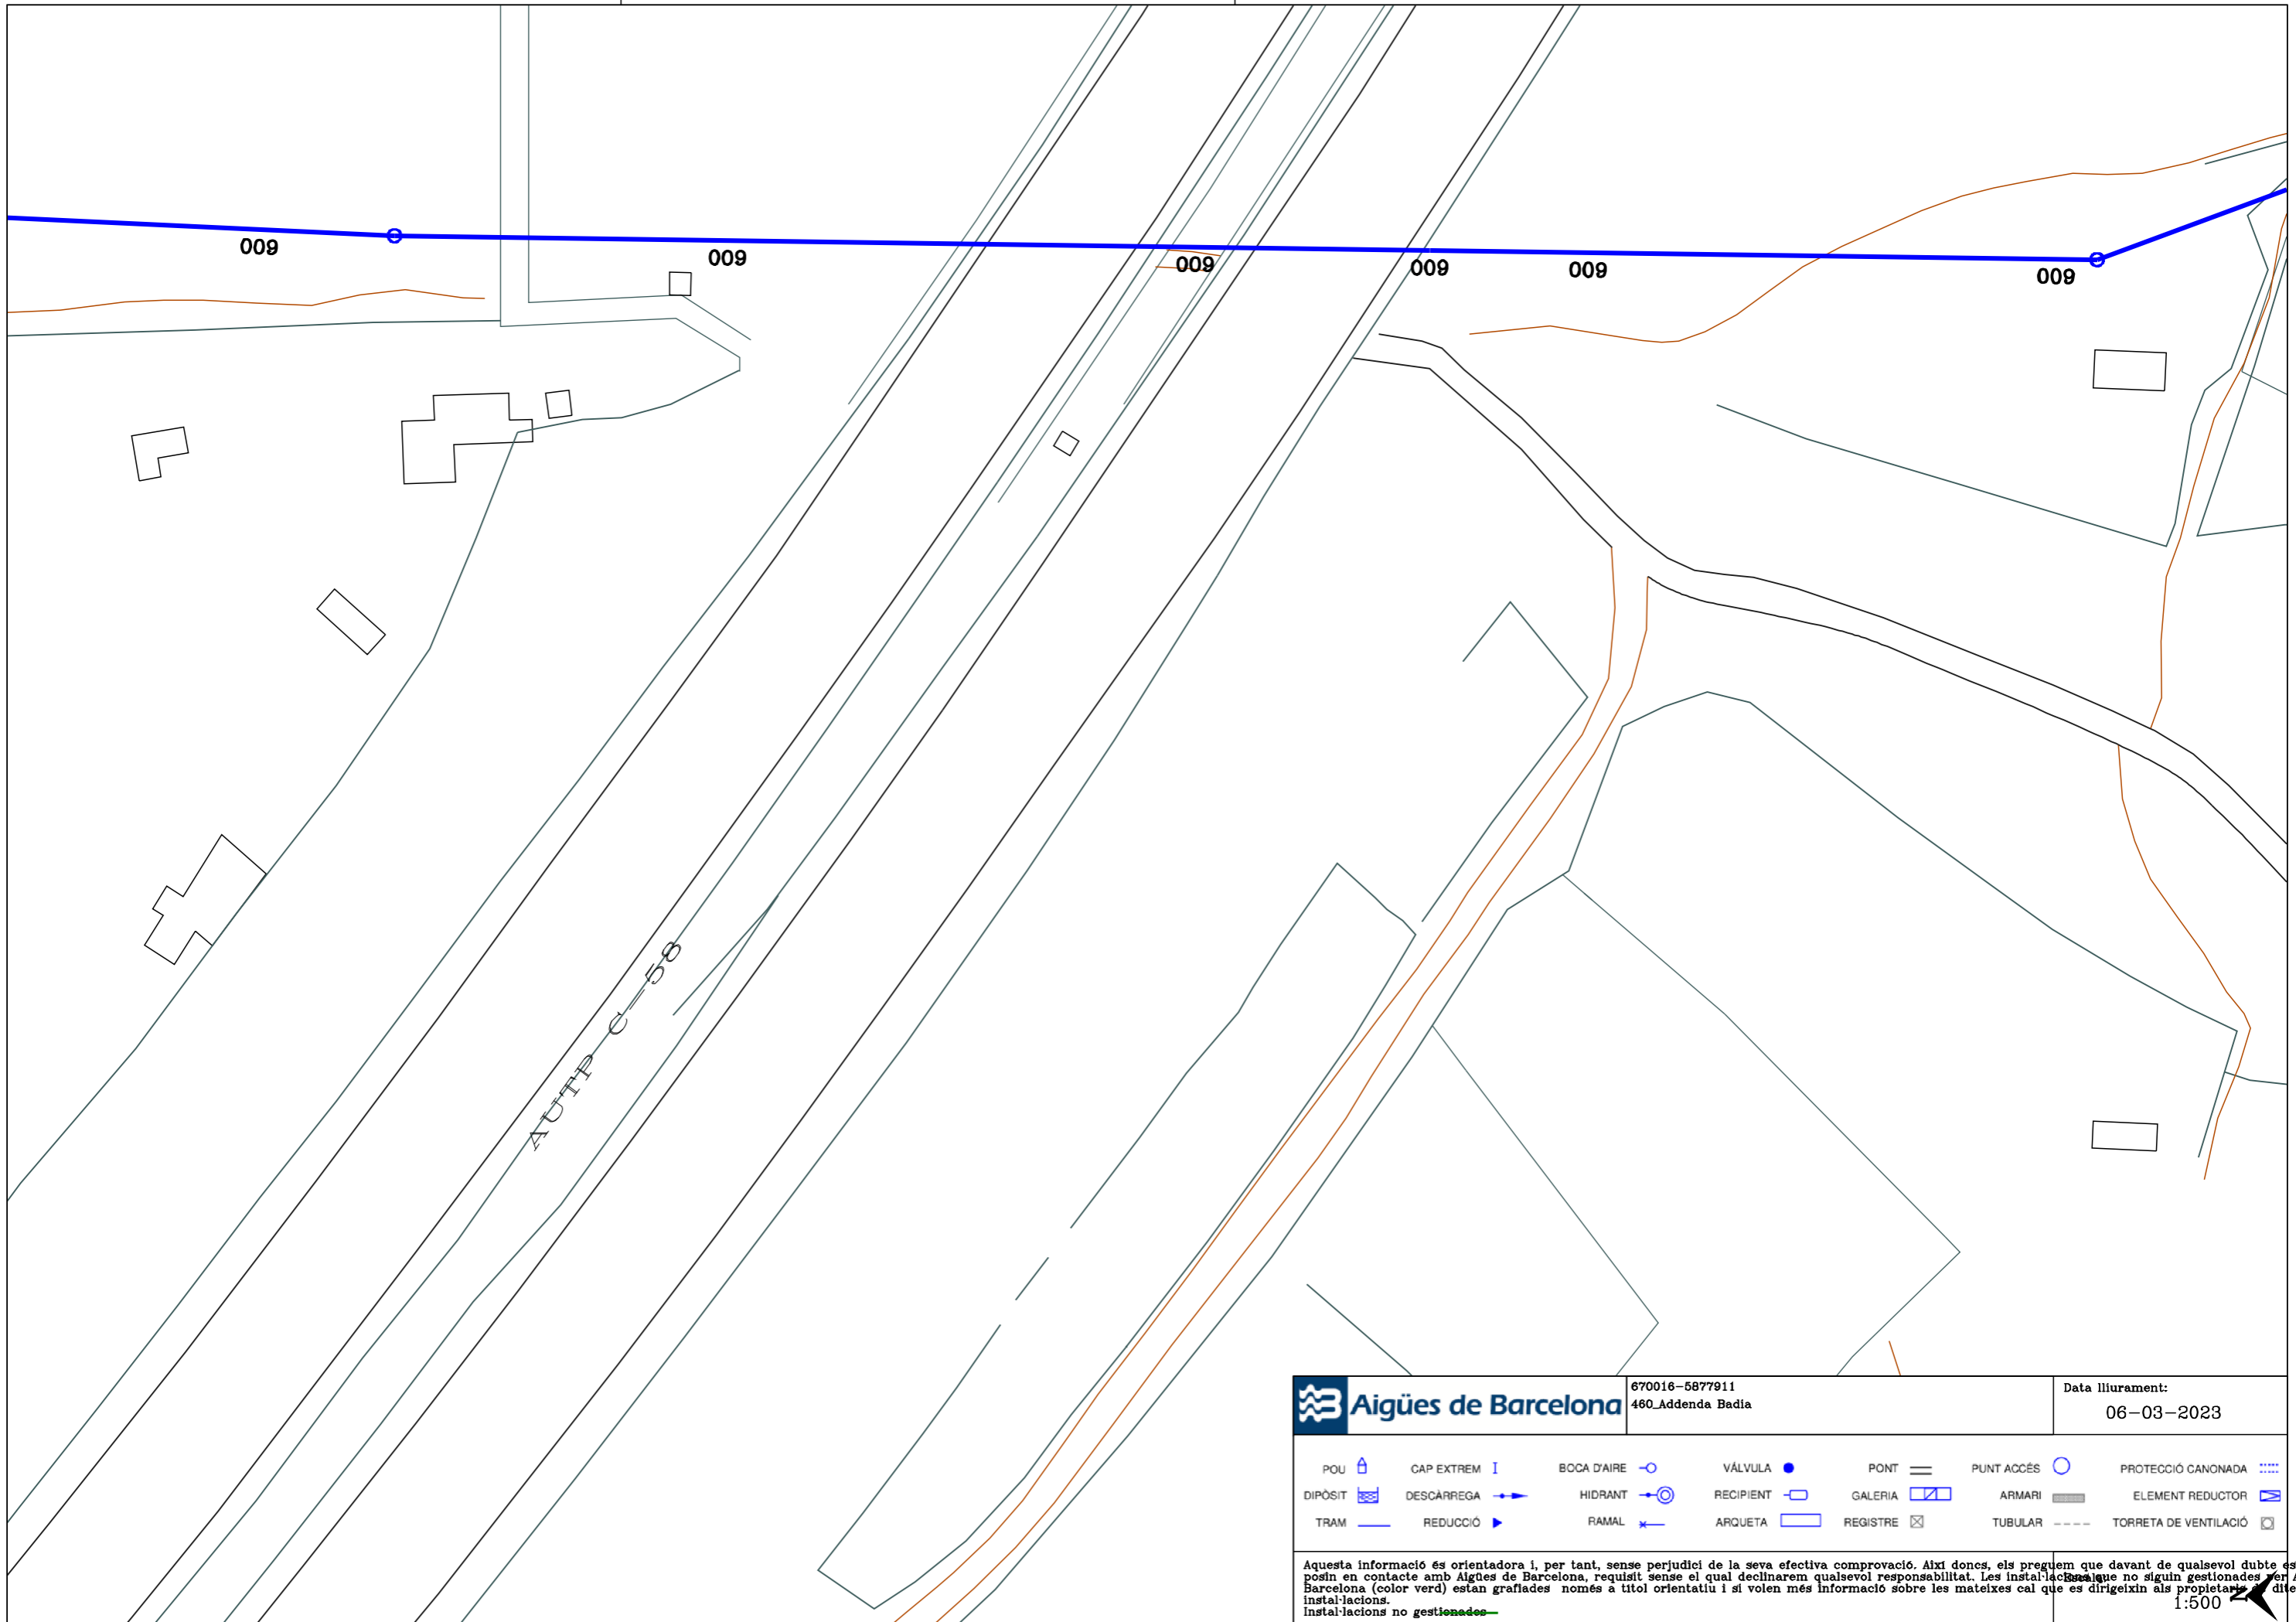 009
009
009
009
009
009
AUTP C-58
Aigües de Barcelona
670016-5877911
460_Addenda Badia
Data lliurament:
06-03-2023
POU
CAP EXTREM
BOCA D'AIRE
VÁLVULA
PONT
PUNT ACCÉS
PROTECCIÓ CANONADA
DIPÒSIT
DESCÀRREGA
HIDRANT
RECIPIENT
GALERIA
ARMARI
ELEMENT REDUCTOR
TRAM
REDUCCIÓ
RAMAL
ARQUETA
REGISTRE
TUBULAR
TORRETA DE VENTILACIÓ
Aquesta informació és orientadora i, per tant, sense perjudici de la seva efectiva comprovació. Així doncs, els preguem que davant de qualsevol dubte es
posin en contacte amb Aigües de Barcelona, requisit sense el qual declinarem qualsevol responsabilitat. Les instal·lacions que no siguin gestionades per A
Barcelona (color verd) estan grafiades només a títol orientatiu i si volen més informació sobre les mateixes cal que es dirigeixin als propietaris de dite
instal·lacions.
Instal·lacions no gestionades
Escala:
1:500
N